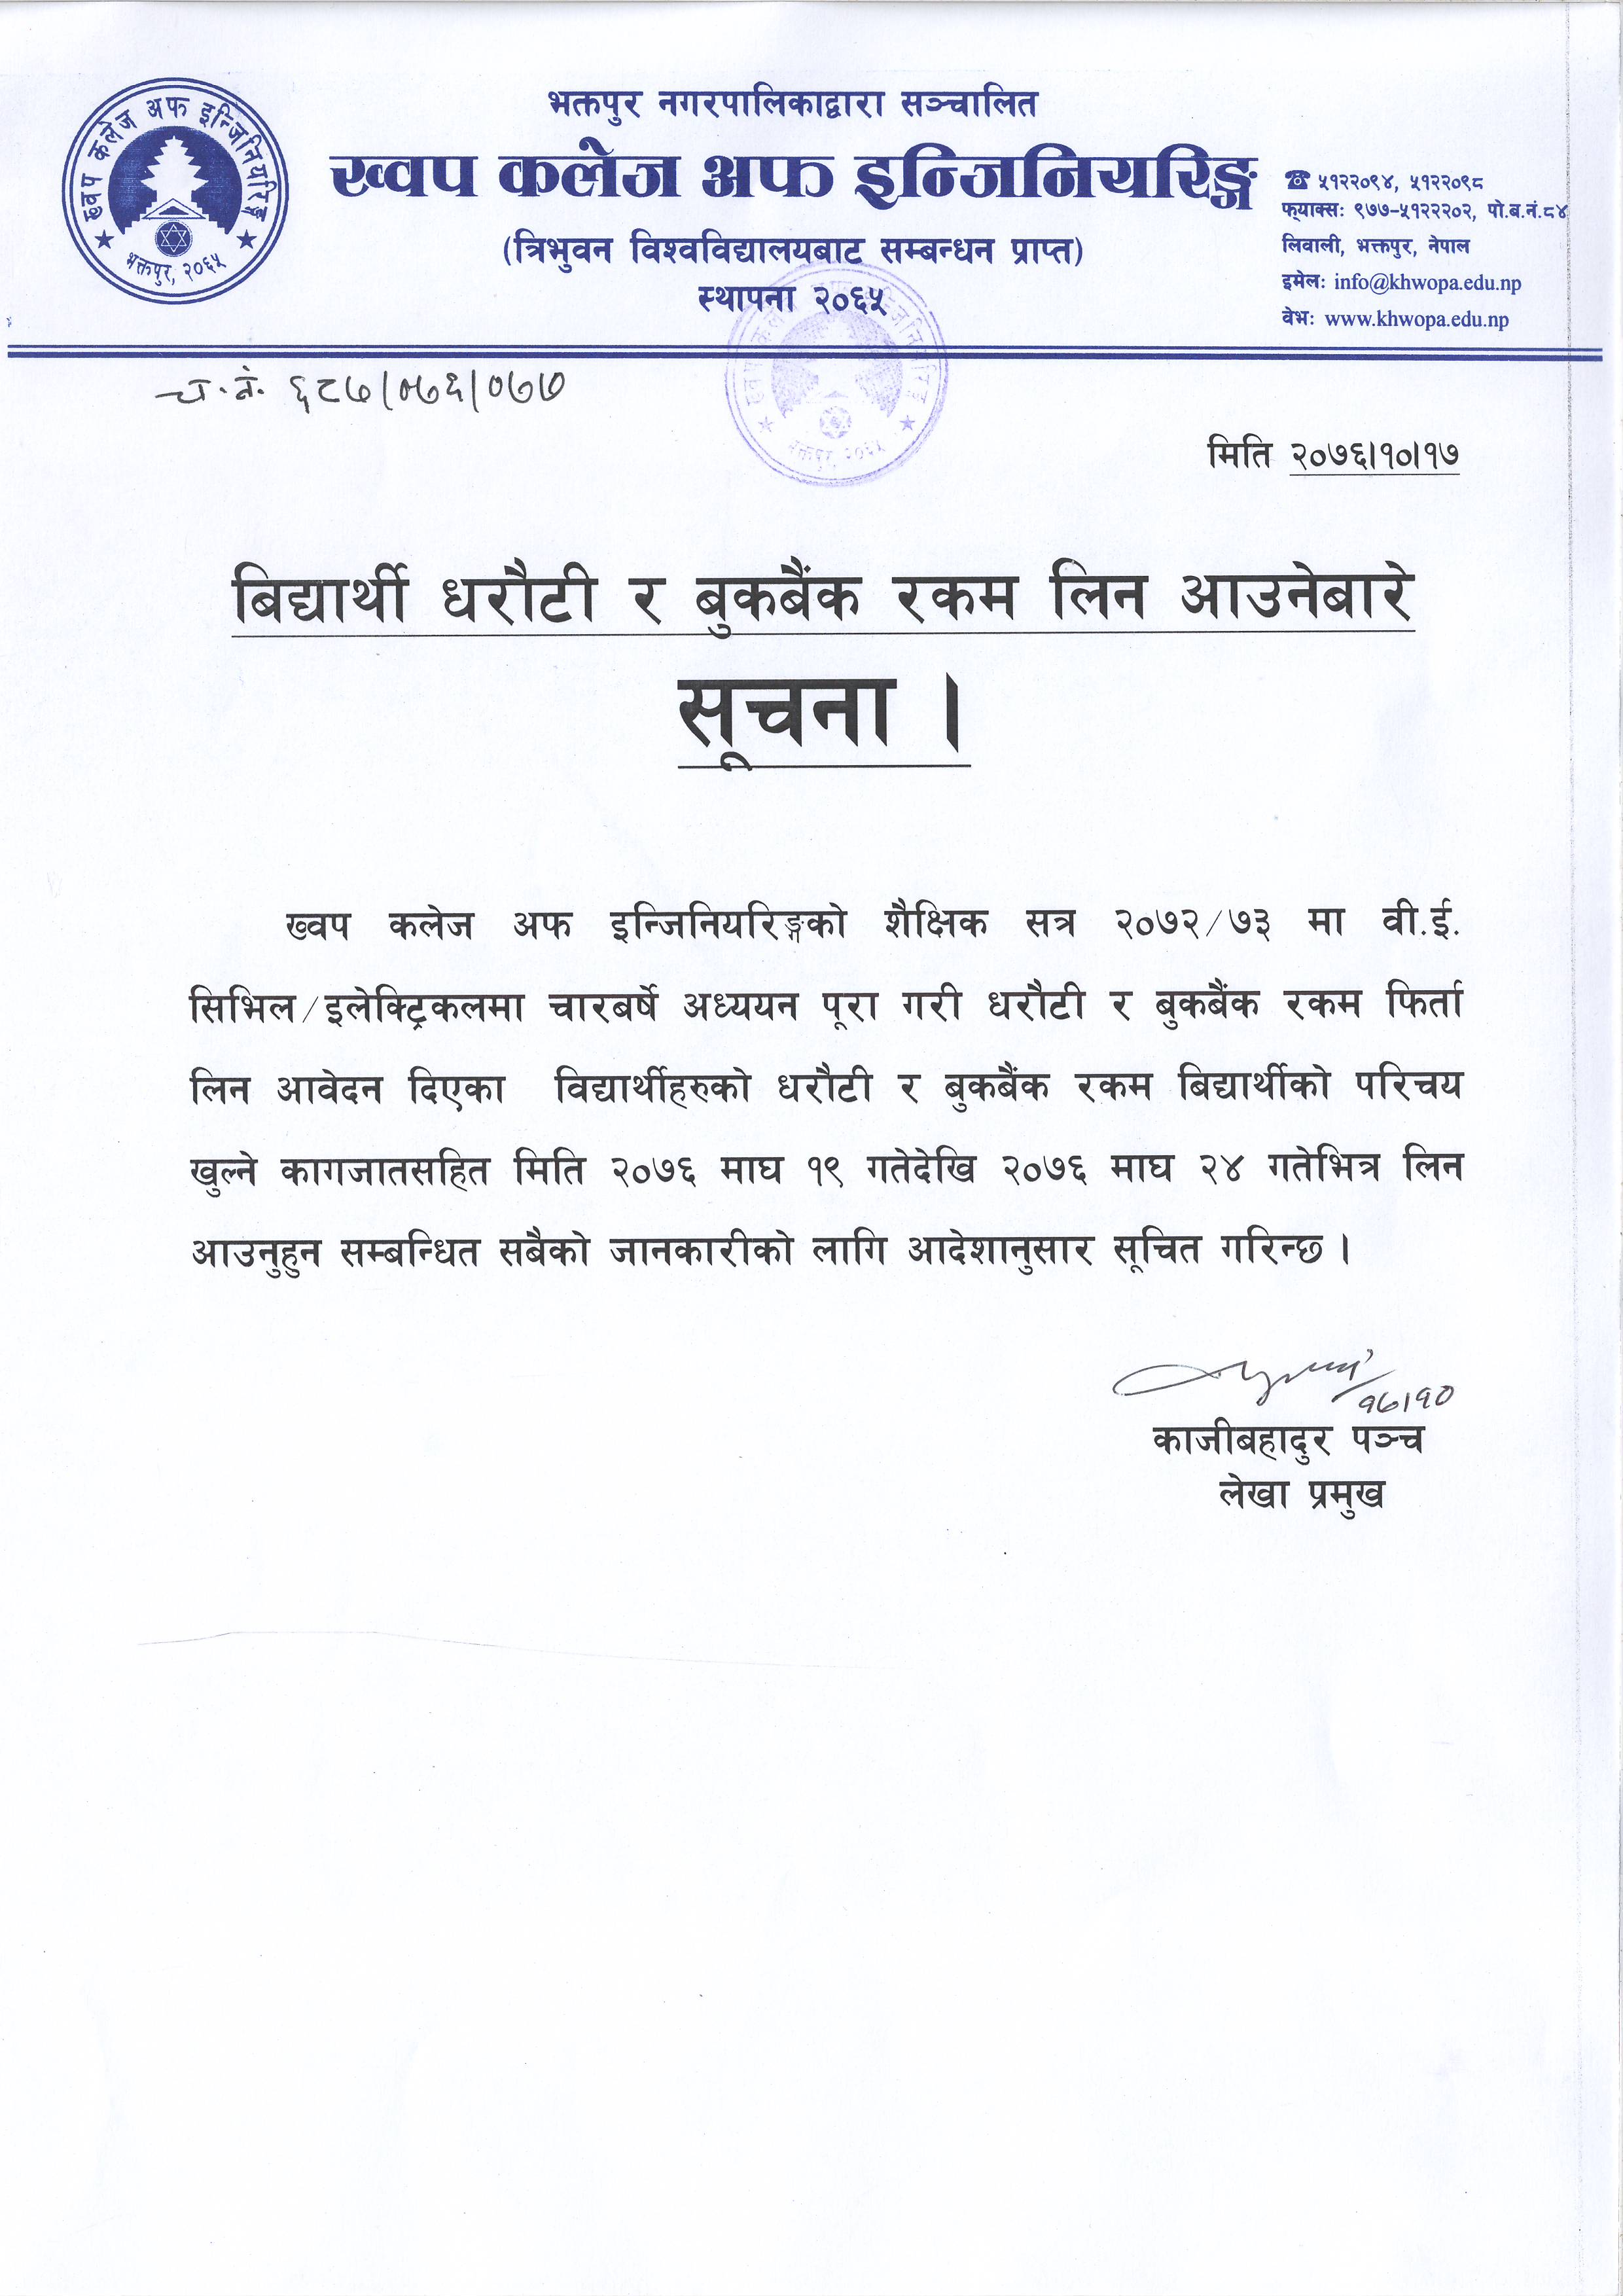 ख्वप कलेज अफ इन्जिनियरिङ्ग
भक्तपुर, २०६५
भक्तपुर नगरपालिकाद्वारा सञ्चालित
ख्वप कलेज अफ इन्जिनियरिङ्ग
(त्रिभुवन विश्वविद्यालयबाट सम्बन्धन प्राप्त)
स्थापना २०६५
☎ ५१२२०९४, ५१२२०९८
फ्याक्स: ९७७-५१२२२०२, पो.ब.नं.८४
लिवाली, भक्तपुर, नेपाल
इमेल: info@khwopa.edu.np
वेभ: www.khwopa.edu.np
च.नं. ६८७/०७६/०७७
मिति २०७६।१०।१७
बिद्यार्थी धरौटी र बुकबैंक रकम लिन आउनेबारे
सूचना ।
ख्वप कलेज अफ इन्जिनियरिङ्गको शैक्षिक सत्र २०७२/७३ मा वी.ई.
सिभिल/इलेक्ट्रिकलमा चारबर्षे अध्ययन पूरा गरी धरौटी र बुकबैंक रकम फिर्ता
लिन आवेदन दिएका विद्यार्थीहरुको धरौटी र बुकबैंक रकम बिद्यार्थीको परिचय
खुल्ने कागजातसहित मिति २०७६ माघ १९ गतेदेखि २०७६ माघ २४ गतेभित्र लिन
आउनुहुन सम्बन्धित सबैको जानकारीको लागि आदेशानुसार सूचित गरिन्छ ।
१७।१०
काजीबहादुर पञ्च
लेखा प्रमुख